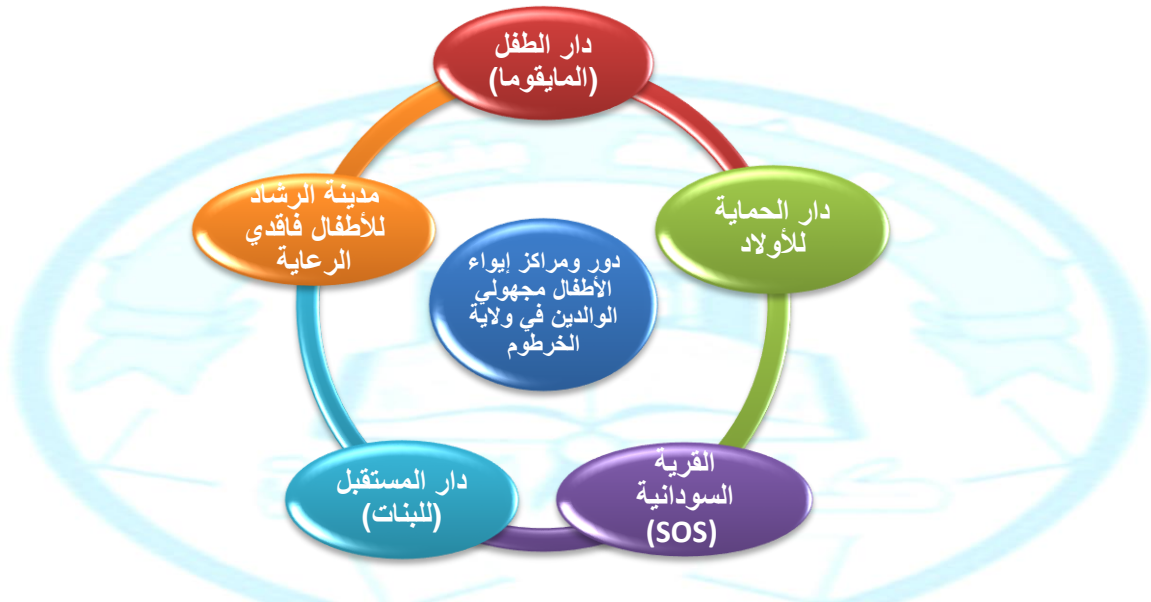 دار الطفل
(المايقوما)
دار الحماية
للأولاد
القرية
السودانية
(SOS)
دار المستقبل
(للبنات)
مدينة الرشاد
للأطفال فاقدي
الرعاية
دور ومراكز إيواء
الأطفال مجهولي
الوالدين في ولاية
الخرطوم